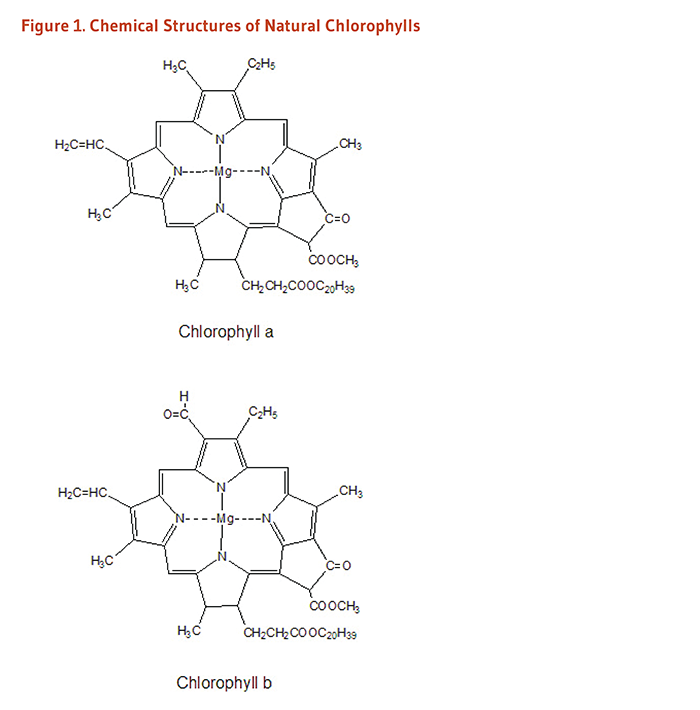 Figure 1. Chemical Structures of Natural Chlorophylls
H₃C C₂H₅
N
H₂C=HC CH₃
N Mg N
H₃C N C=O
COOCH₃
H₃C CH₂CH₂COOC₂₀H₃₉
Chlorophyll a
H
O=C C₂H₅
N
H₂C=HC CH₃
N Mg N
H₃C N C=O
COOCH₃
H₃C CH₂CH₂COOC₂₀H₃₉
Chlorophyll b